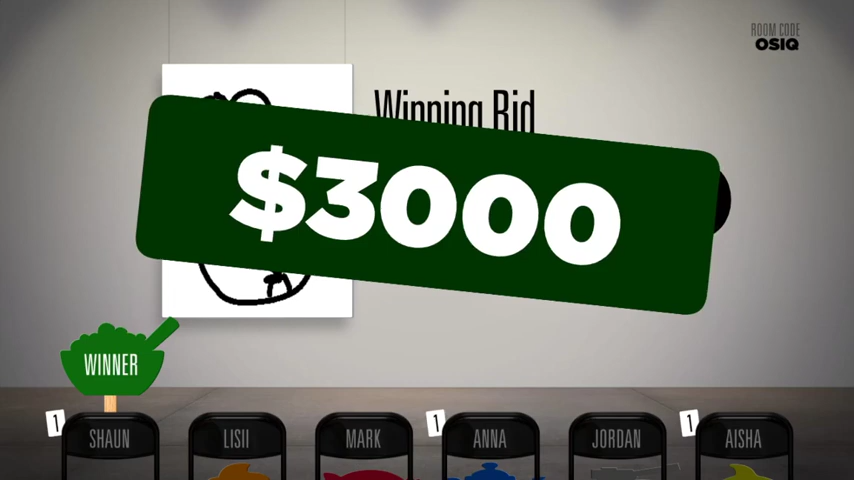 ROOM CODE
OSIQ
Winning Bid
$3000
WINNER
1
1
1
SHAUN
LISII
MARK
ANNA
JORDAN
AISHA